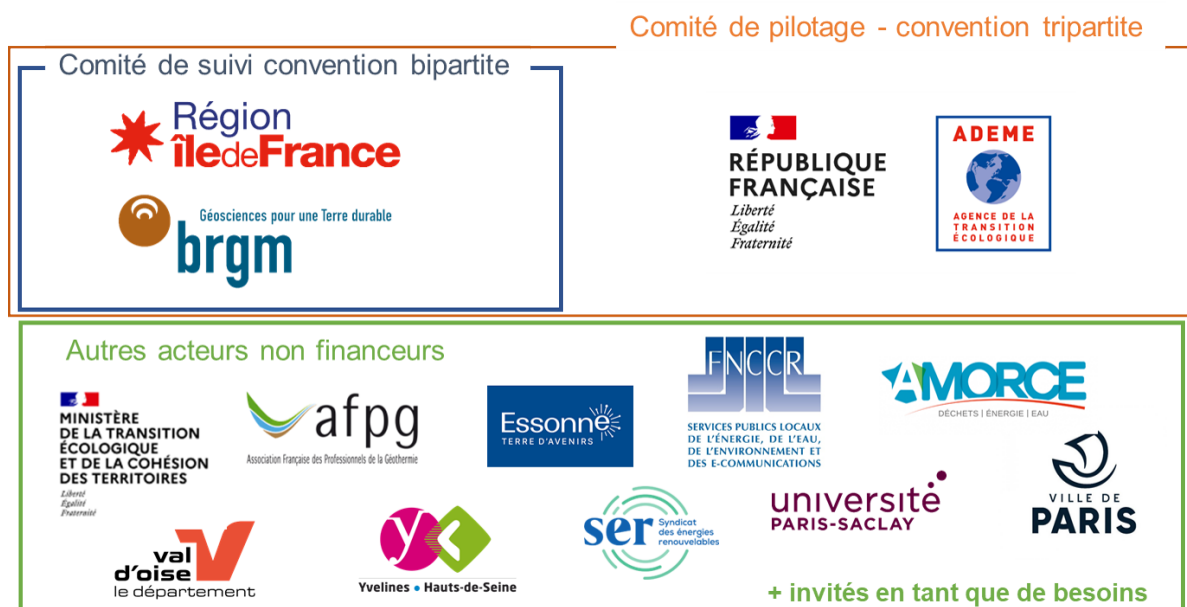 Comité de pilotage - convention tripartite
Comité de suivi convention bipartite
Région
îledeFrance
Géosciences pour une Terre durable
brgm
RÉPUBLIQUE
FRANÇAISE
Liberté
Égalité
Fraternité
ADEME
AGENCE DE LA
TRANSITION
ÉCOLOGIQUE
Autres acteurs non financeurs
MINISTÈRE
DE LA TRANSITION
ÉCOLOGIQUE
ET DE LA COHÉSION
DES TERRITOIRES
Liberté
Égalité
Fraternité
afpg
Association Française des Professionnels de la Géothermie
Essonne
TERRE D'AVENIRS
FNCCR
SERVICES PUBLICS LOCAUX
DE L'ÉNERGIE, DE L'EAU,
DE L'ENVIRONNEMENT ET
DES E-COMMUNICATIONS
AMORCE
DÉCHETS | ÉNERGIE | EAU
val
d'oise
le département
Yvelines • Hauts-de-Seine
ser
Syndicat
des énergies
renouvelables
université
PARIS-SACLAY
VILLE DE
PARIS
+ invités en tant que de besoins